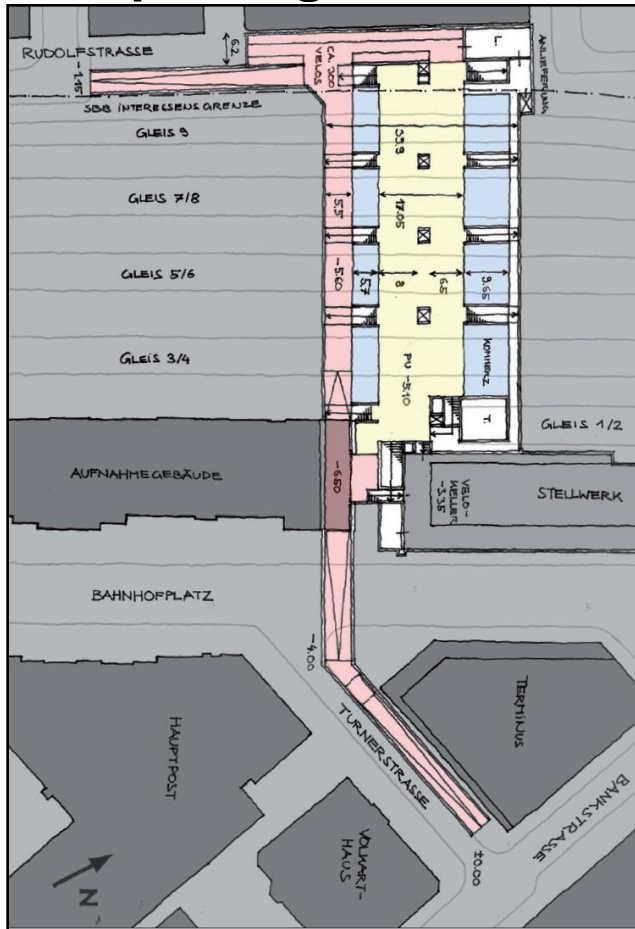 RUDOLFSTRASSE
6.2
L.
ANLIEFERUNG
CA. 300
VELOS
-1.15
SBB INTERESSENSGRENZE
GLEIS 9
33.9
GLEIS 7/8
5.5
17.05
GLEIS 5/6
-5.60
5.7
8
6.5
9.65
GLEIS 3/4
PU -5.10
KOMMERZ
T.
GLEIS 1/2
AUFNAHMEGEBÄUDE
-6.50
VELO-
KELLER
-3.35
STELLWERK
BAHNHOFPLATZ
-4.00
TERMINUS
HAUPTPOST
TURNERSTRASSE
BANKSTRASSE
VOLKART-
HAUS
±0.00
N